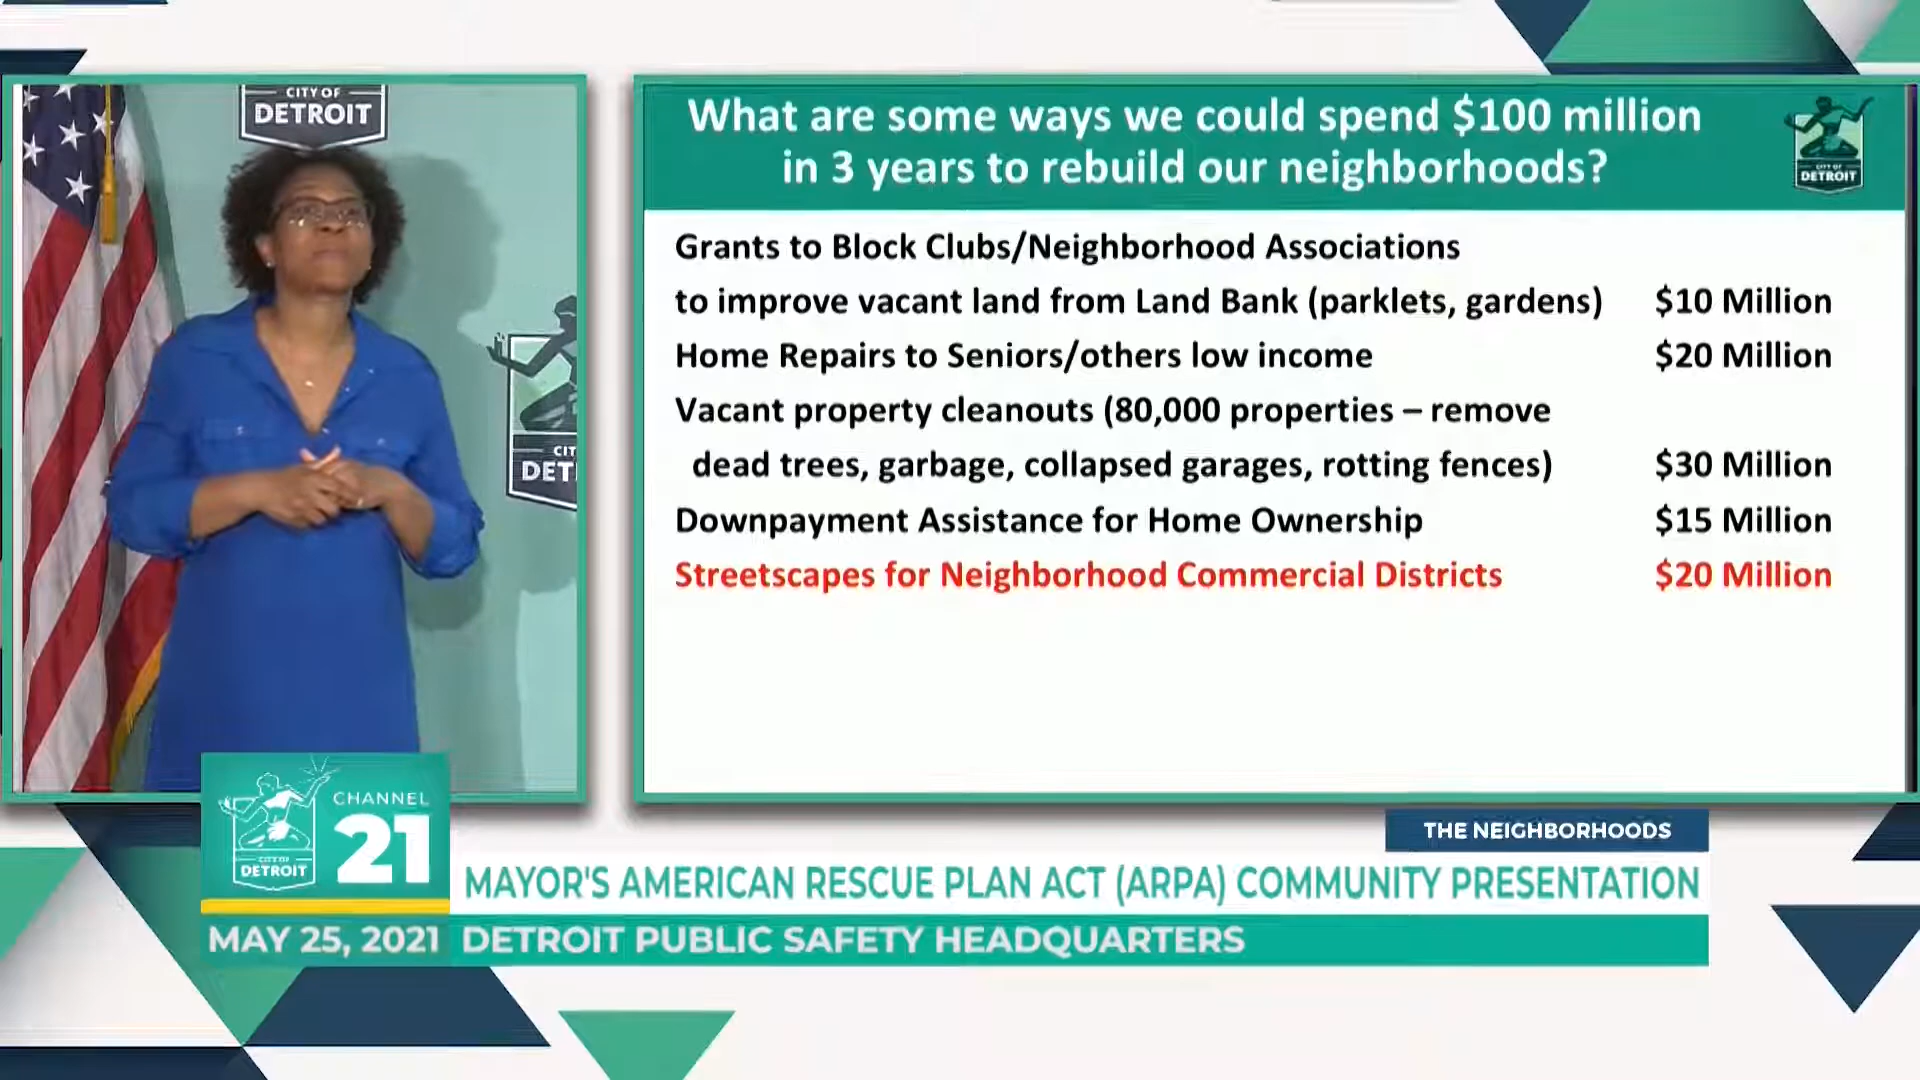 CITY OF
DETROIT
CIT
DET
What are some ways we could spend $100 million
in 3 years to rebuild our neighborhoods?
CITY OF
DETROIT
Grants to Block Clubs/Neighborhood Associations
to improve vacant land from Land Bank (parklets, gardens) $10 Million
Home Repairs to Seniors/others low income $20 Million
Vacant property cleanouts (80,000 properties – remove
dead trees, garbage, collapsed garages, rotting fences) $30 Million
Downpayment Assistance for Home Ownership $15 Million
Streetscapes for Neighborhood Commercial Districts $20 Million
THE NEIGHBORHOODS
CITY OF
DETROIT
CHANNEL
21
MAYOR'S AMERICAN RESCUE PLAN ACT (ARPA) COMMUNITY PRESENTATION
MAY 25, 2021 DETROIT PUBLIC SAFETY HEADQUARTERS